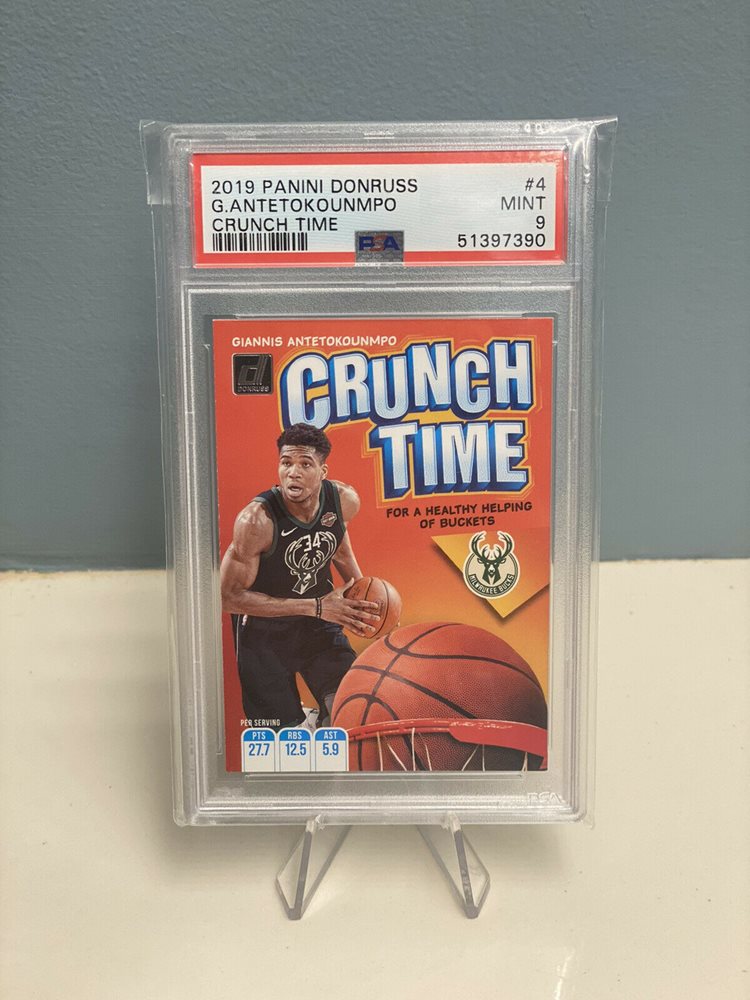 2019 PANINI DONRUSS #4
G.ANTETOKOUNMPO MINT
CRUNCH TIME 9
PSA 51397390
GIANNIS ANTETOKOUNMPO
d
DONRUSS
CRUNCH
TIME
FOR A HEALTHY HELPING
OF BUCKETS
34
MILWAUKEE BUCKS
PER SERVING
PTS RBS AST
27.7 12.5 5.9
PSA